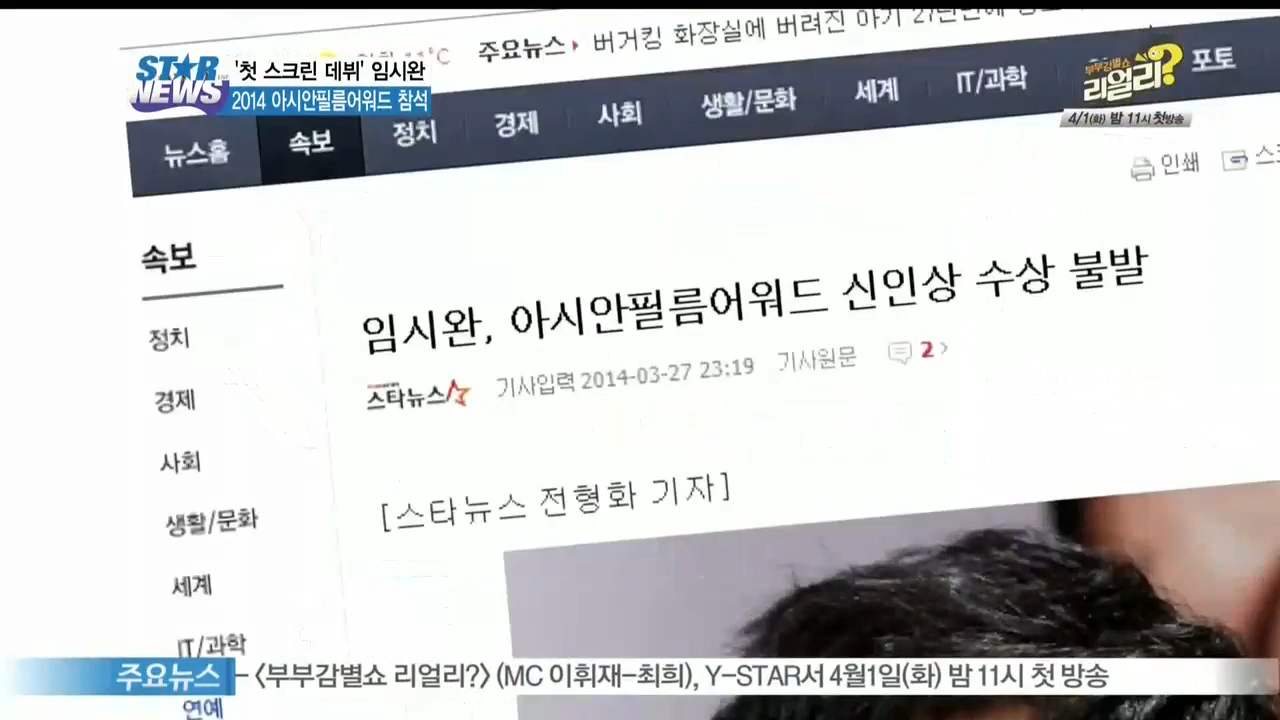 주요뉴스 버거킹 화장실에 버려진 아기 27년만에
STAR NEWS
'첫 스크린 데뷔' 임시완
2014 아시안필름어워드 참석
부부감별쇼
리얼리?
4/1(화) 밤 11시 첫방송
뉴스홈 속보 정치 경제 사회 생활/문화 세계 IT/과학 포토
인쇄
속보
임시완, 아시안필름어워드 신인상 수상 불발
스타뉴스 기사입력 2014-03-27 23:19 기사원문 2
정치
경제
사회
[스타뉴스 전형화 기자]
생활/문화
세계
IT/과학
연예
주요뉴스 - <부부감별쇼 리얼리?> (MC 이휘재-최희), Y-STAR서 4월1일(화) 밤 11시 첫 방송